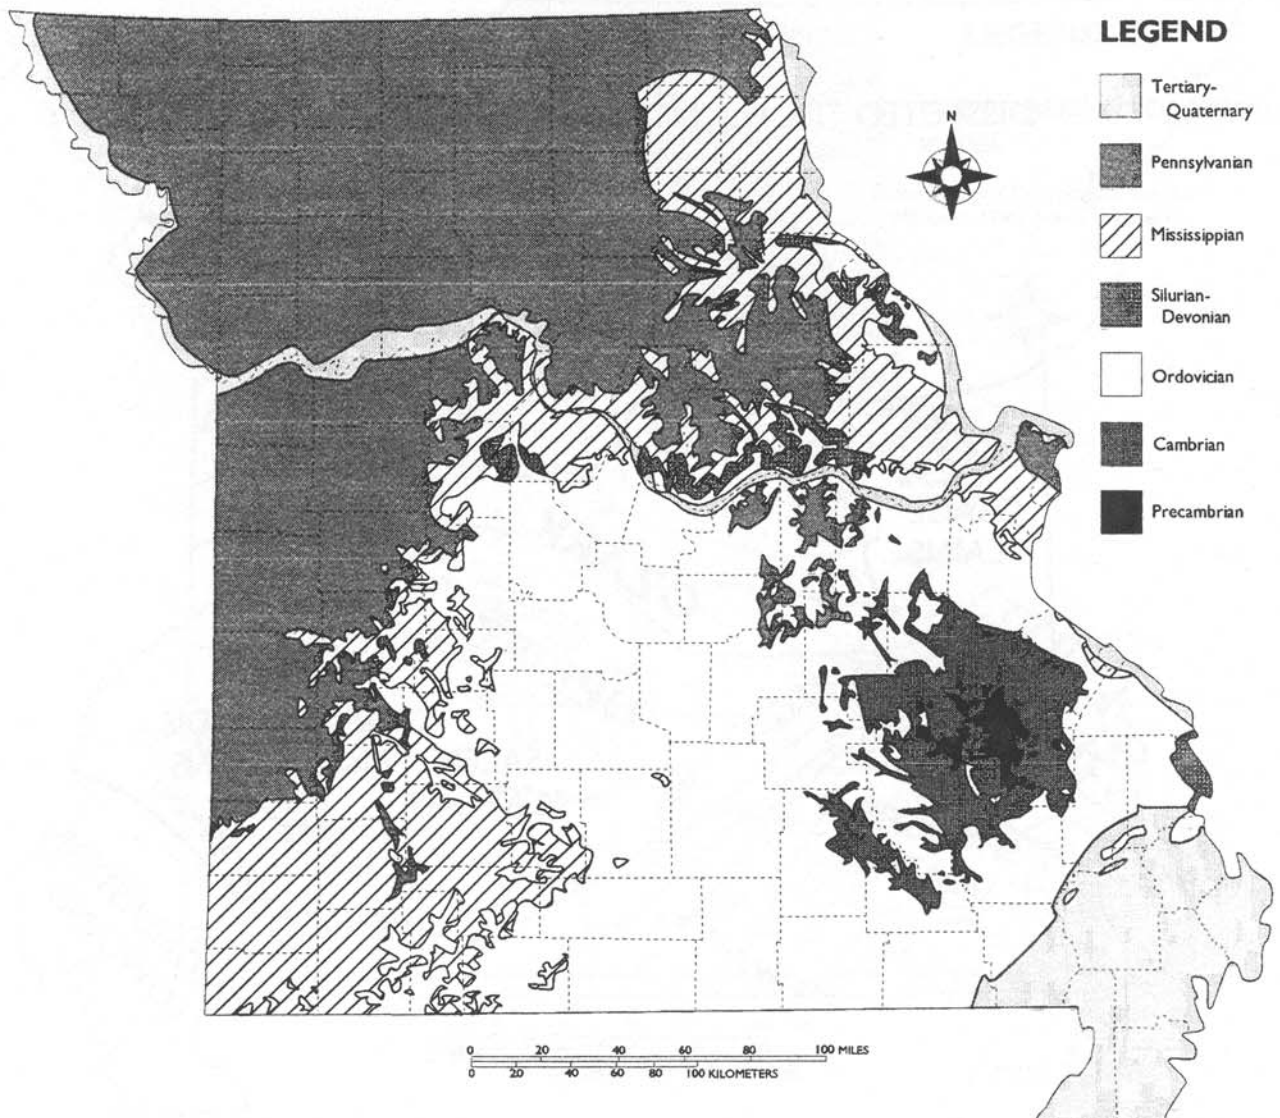 LEGEND
Tertiary-
Quaternary
Pennsylvanian
Mississippian
Silurian-
Devonian
Ordovician
Cambrian
Precambrian
N
0 20 40 60 80 100 MILES
0 20 40 60 80 100 KILOMETERS